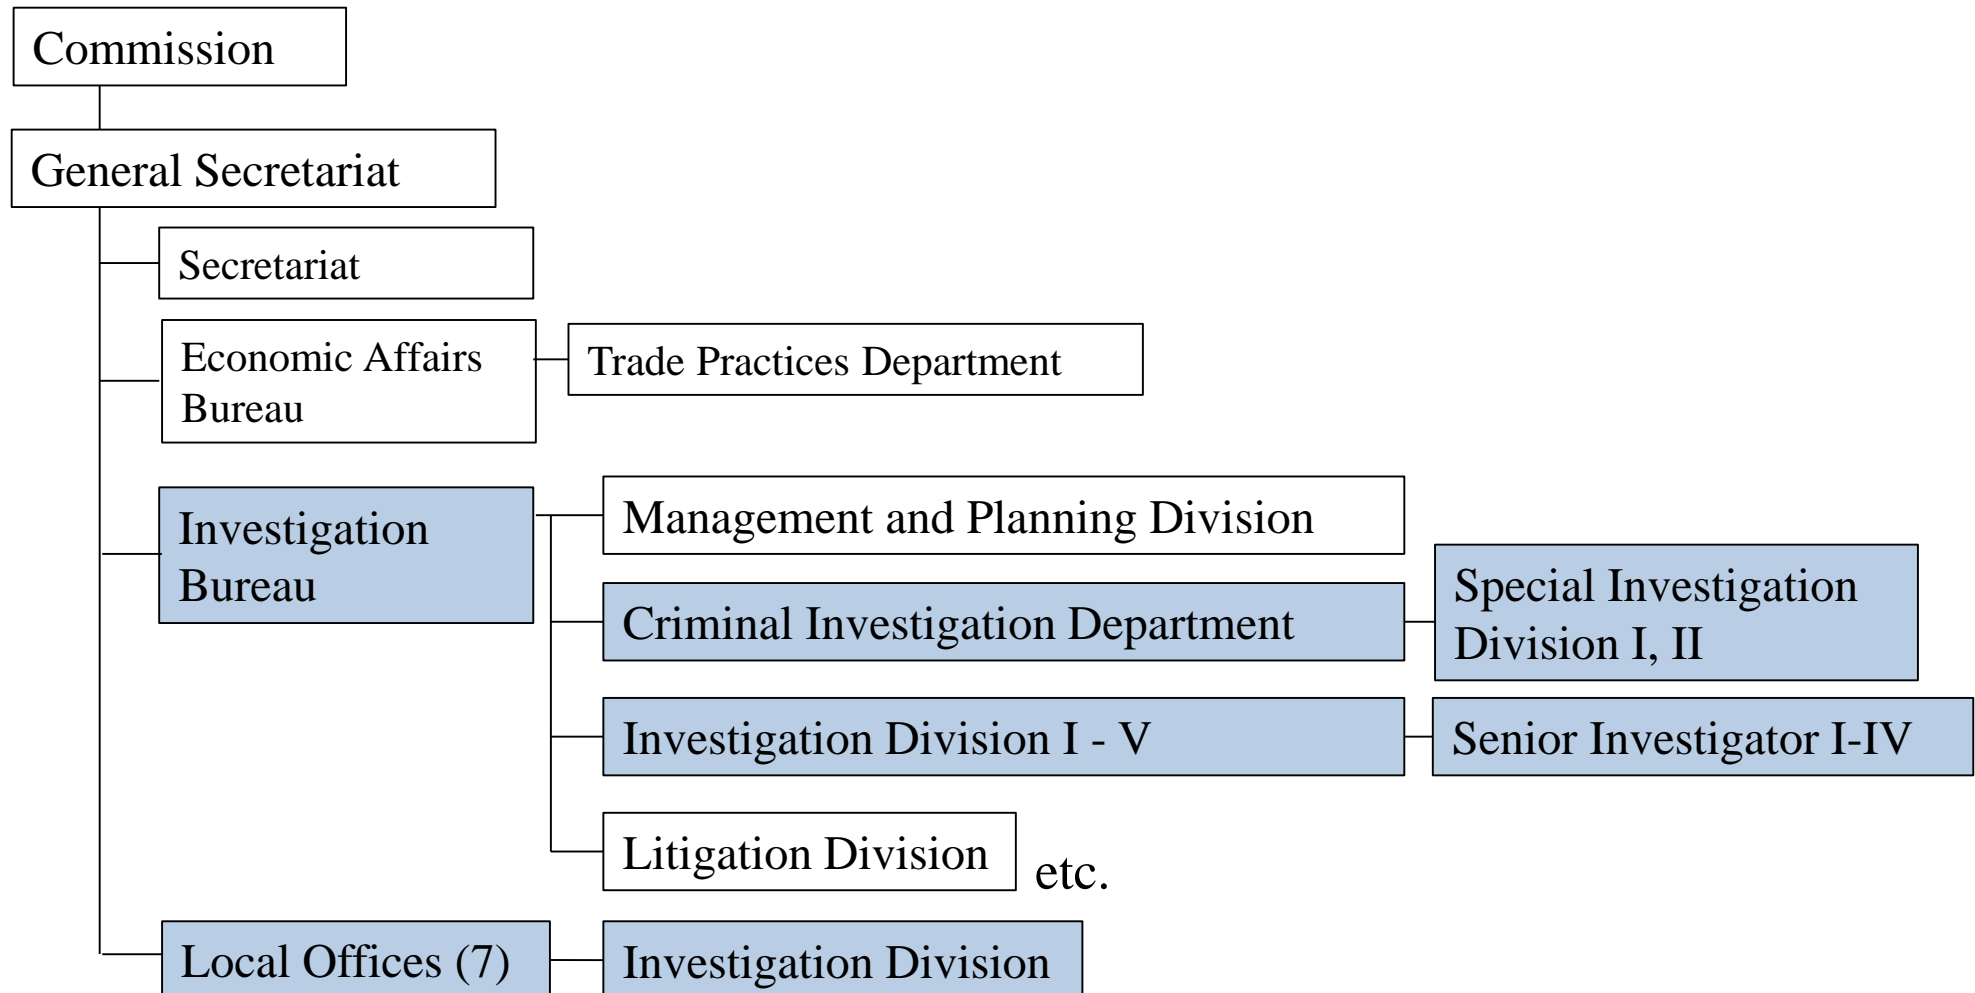 Commission
General Secretariat
Secretariat
Economic Affairs
Bureau
Trade Practices Department
Investigation
Bureau
Management and Planning Division
Criminal Investigation Department
Special Investigation
Division I, II
Investigation Division I - V
Senior Investigator I-IV
Litigation Division
etc.
Local Offices (7)
Investigation Division